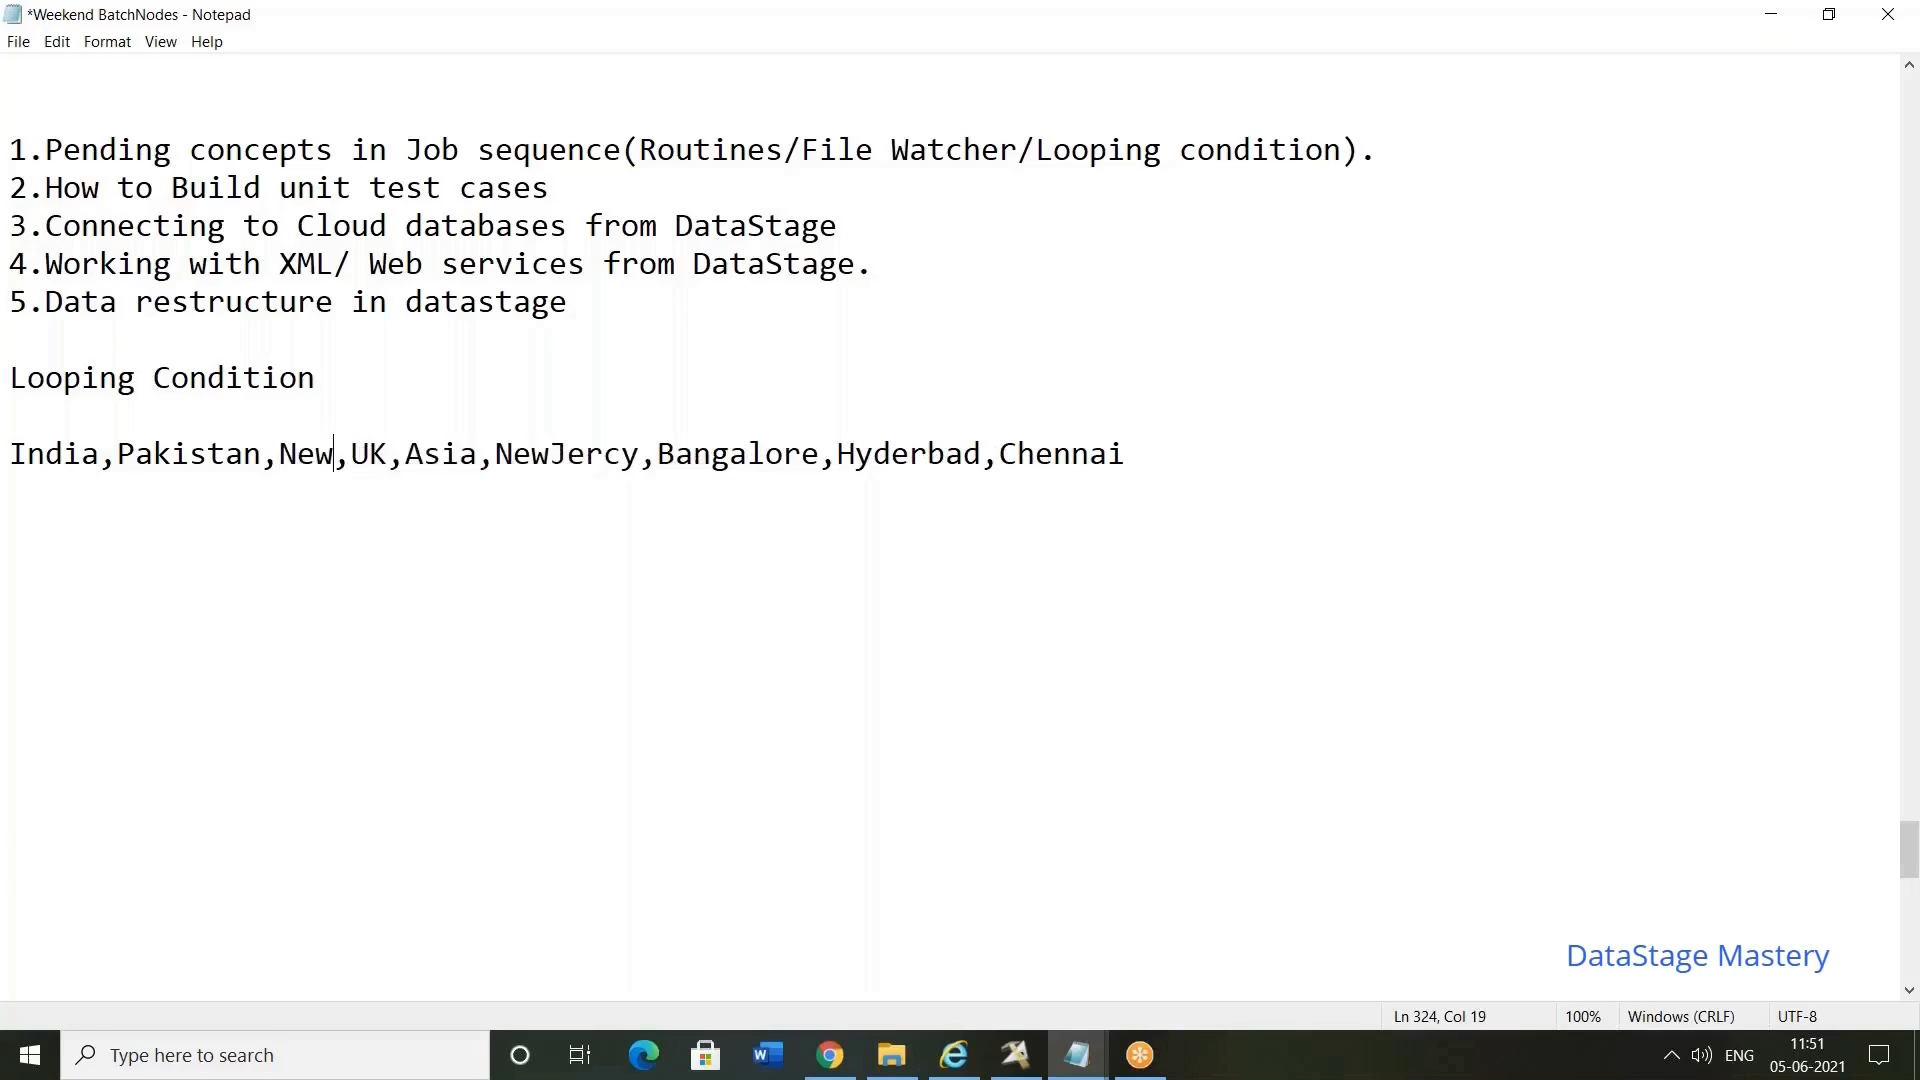 *Weekend BatchNodes - Notepad
File Edit Format View Help
1.Pending concepts in Job sequence(Routines/File Watcher/Looping condition).
2.How to Build unit test cases
3.Connecting to Cloud databases from DataStage
4.Working with XML/ Web services from DataStage.
5.Data restructure in datastage
Looping Condition
India,Pakistan,New,UK,Asia,NewJercy,Bangalore,Hyderbad,Chennai
DataStage Mastery
Ln 324, Col 19 100% Windows (CRLF) UTF-8
Type here to search
ENG
11:51
05-06-2021